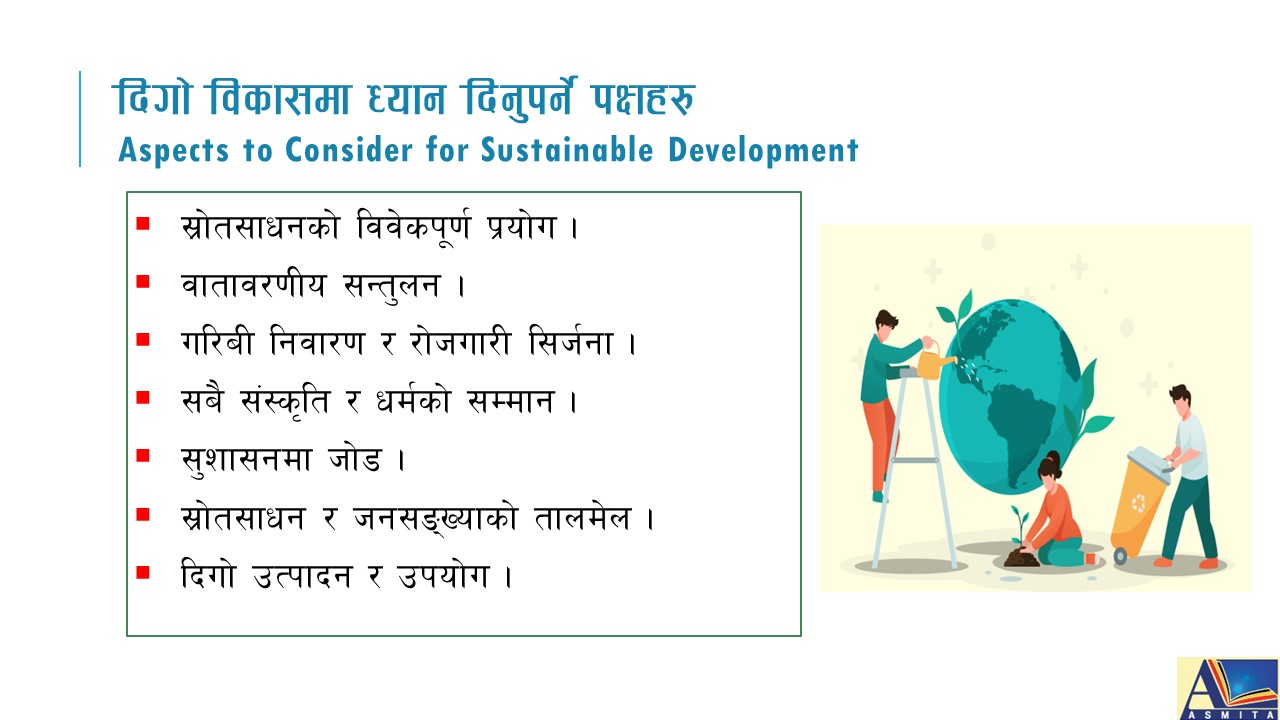 दिगो विकासमा ध्यान दिनुपर्ने पक्षहरु
Aspects to Consider for Sustainable Development
▪ स्रोतसाधनको विवेकपूर्ण प्रयोग ।
▪ वातावरणीय सन्तुलन ।
▪ गरिबी निवारण र रोजगारी सिर्जना ।
▪ सबै संस्कृति र धर्मको सम्मान ।
▪ सुशासनमा जोड ।
▪ स्रोतसाधन र जनसङ्ख्याको तालमेल ।
▪ दिगो उत्पादन र उपयोग ।
ASMITA